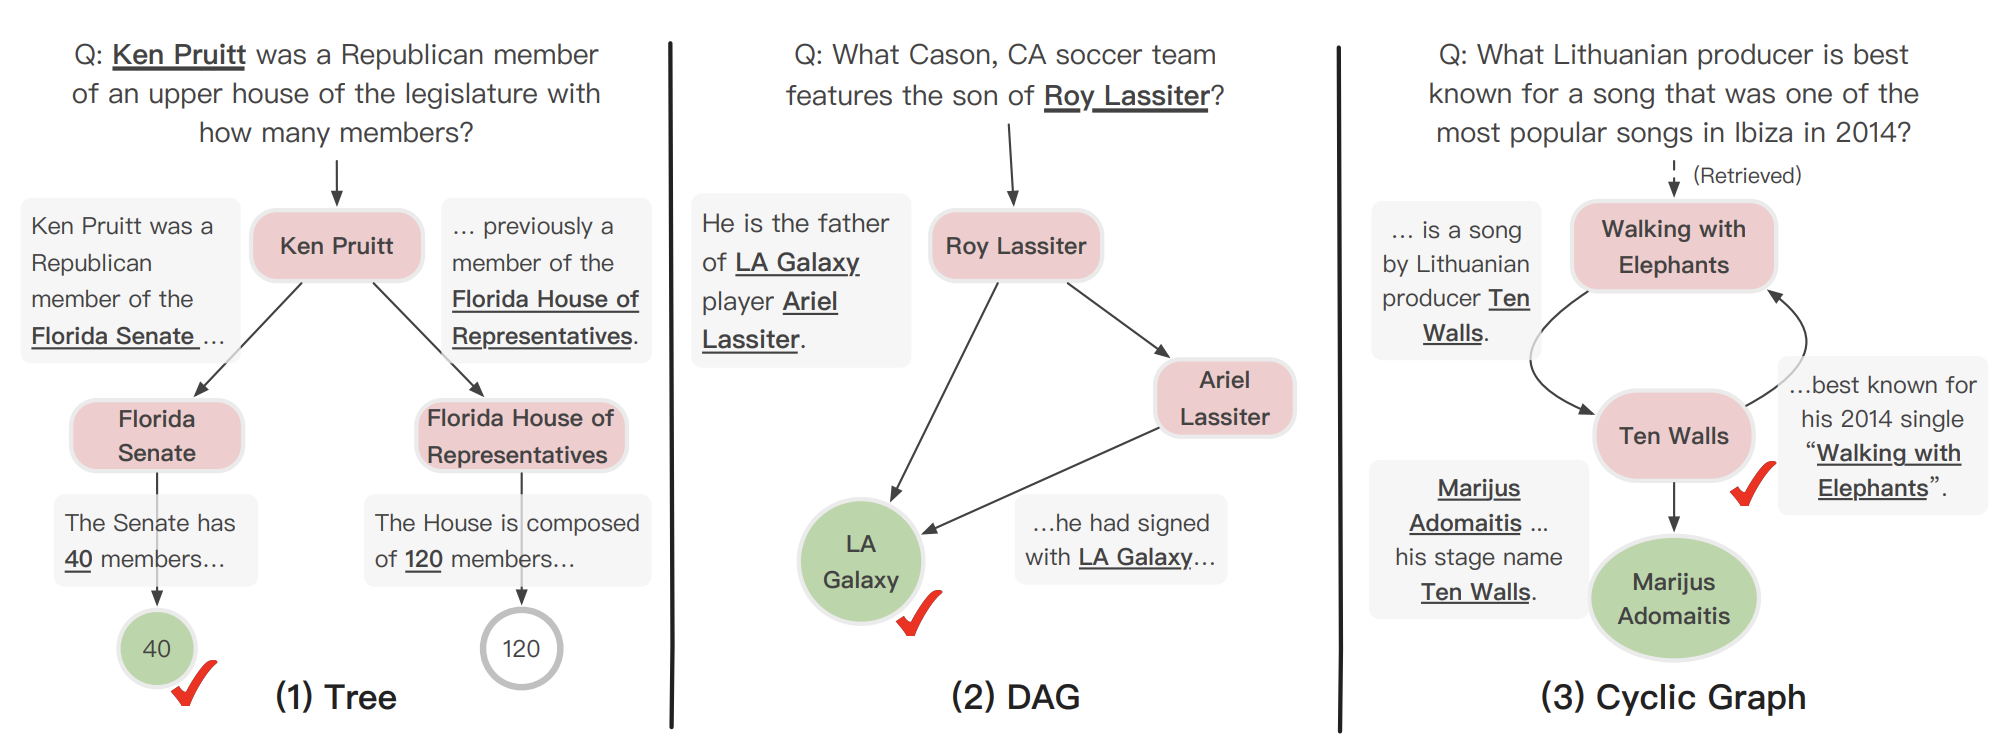 Q: Ken Pruitt was a Republican member
of an upper house of the legislature with
how many members?
Ken Pruitt was a
Republican
member of the
Florida Senate ...
Ken Pruitt
... previously a
member of the
Florida House of
Representatives.
Florida
Senate
Florida House of
Representatives
The Senate has
40 members...
The House is composed
of 120 members...
40
120
(1) Tree
Q: What Cason, CA soccer team
features the son of Roy Lassiter?
He is the father
of LA Galaxy
player Ariel
Lassiter.
Roy Lassiter
Ariel
Lassiter
LA
Galaxy
...he had signed
with LA Galaxy...
(2) DAG
Q: What Lithuanian producer is best
known for a song that was one of the
most popular songs in Ibiza in 2014?
(Retrieved)
... is a song
by Lithuanian
producer Ten
Walls.
Walking with
Elephants
Ten Walls
...best known for
his 2014 single
“Walking with
Elephants”.
Marijus
Adomaitis ...
his stage name
Ten Walls.
Marijus
Adomaitis
(3) Cyclic Graph